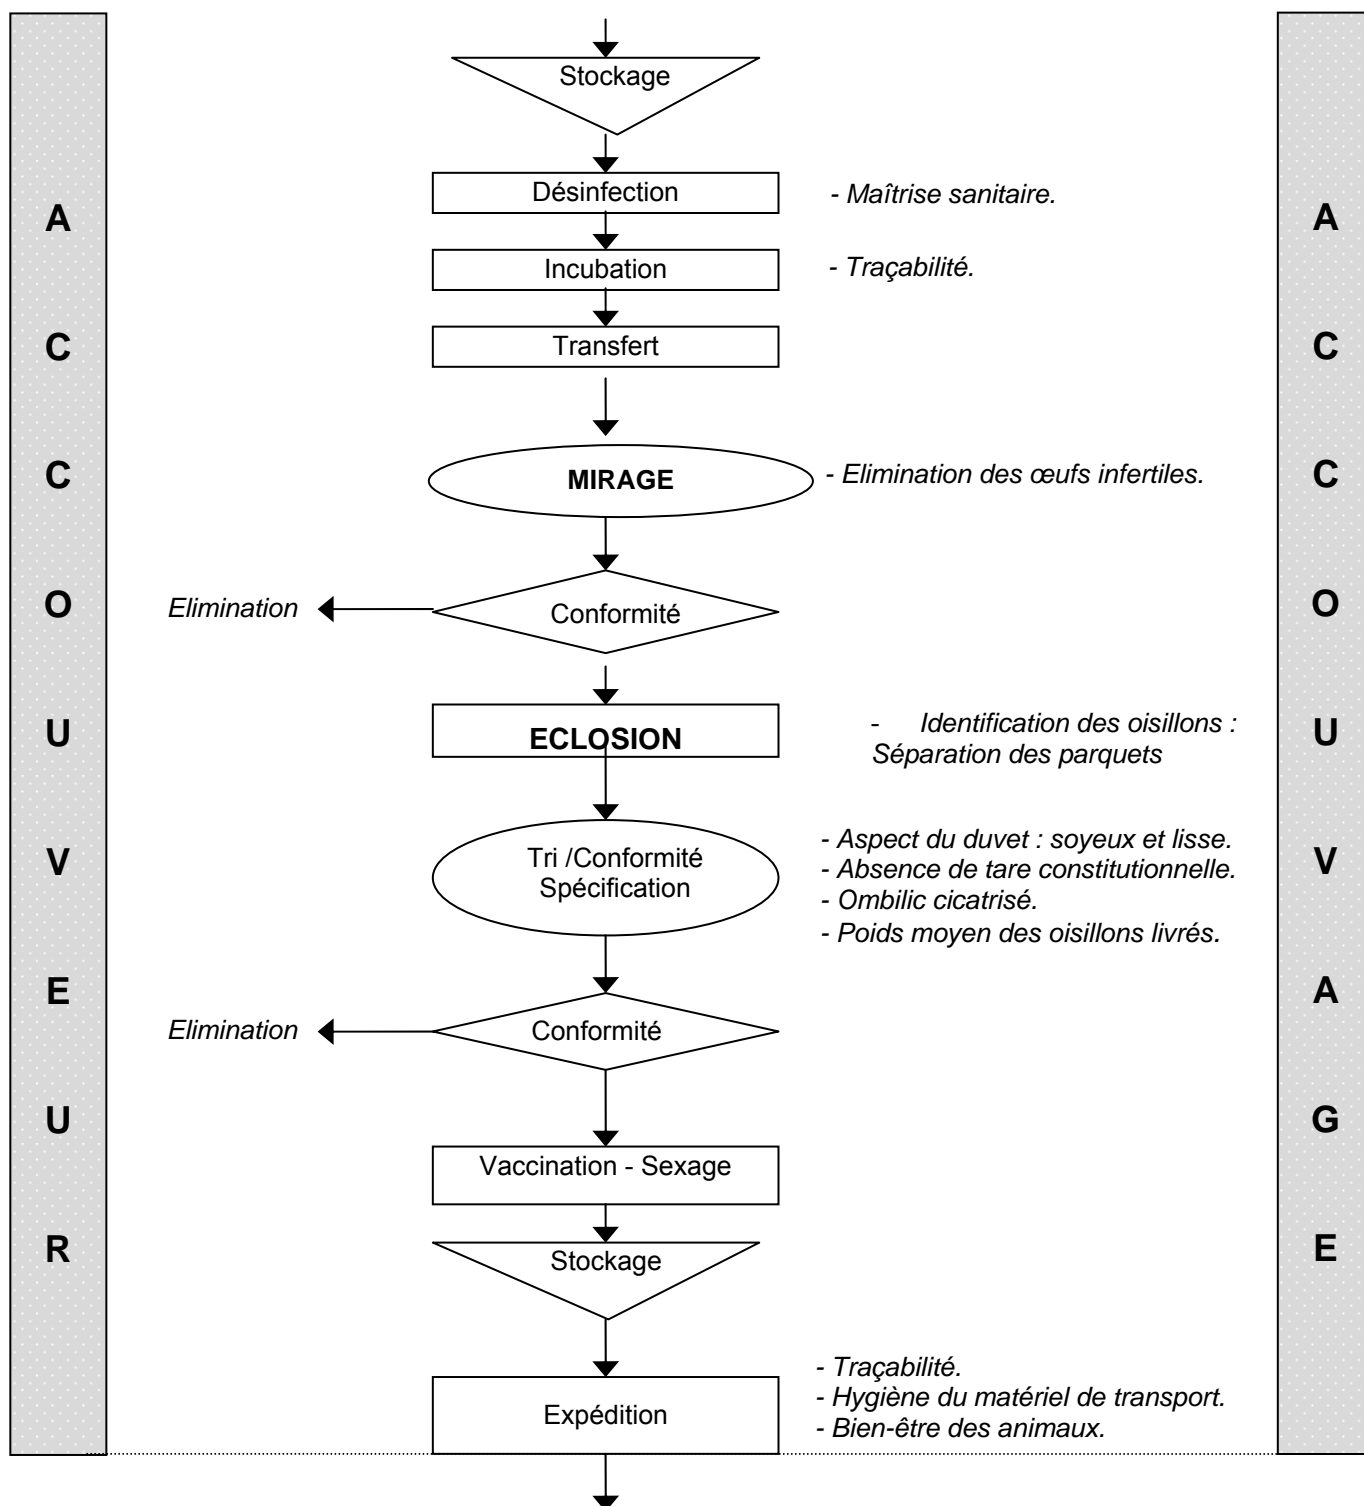 Stockage
Désinfection
- Maîtrise sanitaire.
Incubation
- Traçabilité.
Transfert
MIRAGE
- Elimination des œufs infertiles.
Elimination
Conformité
ECLOSION
- Identification des oisillons :
Séparation des parquets
Tri /Conformité
Spécification
- Aspect du duvet : soyeux et lisse.
- Absence de tare constitutionnelle.
- Ombilic cicatrisé.
- Poids moyen des oisillons livrés.
Elimination
Conformité
Vaccination - Sexage
Stockage
Expédition
- Traçabilité.
- Hygiène du matériel de transport.
- Bien-être des animaux.
A
C
C
O
U
V
E
U
R
A
C
C
O
U
V
A
G
E